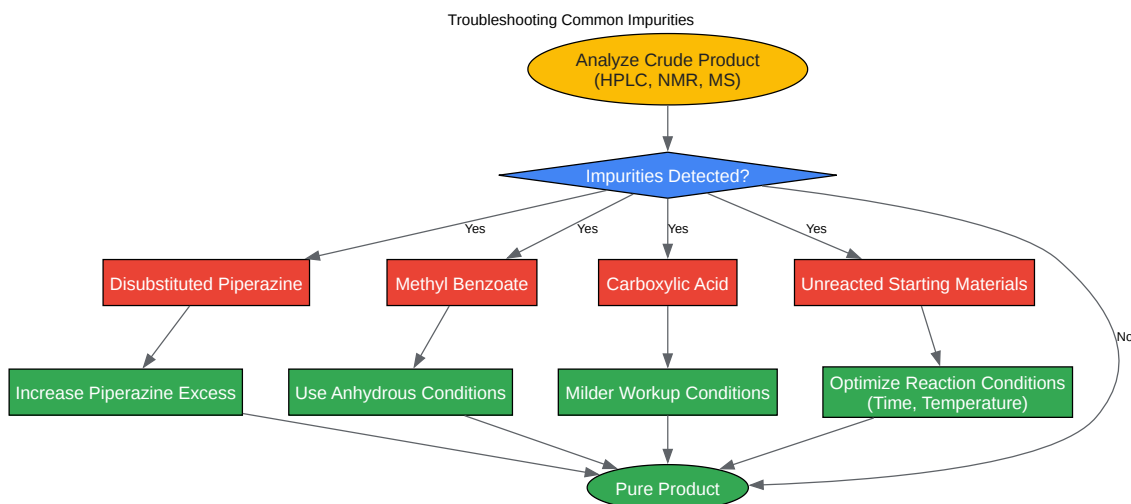 Troubleshooting Common Impurities
Analyze Crude Product
(HPLC, NMR, MS)
Impurities Detected?
Yes
Yes
Yes
Yes
Disubstituted Piperazine
Methyl Benzoate
Carboxylic Acid
Unreacted Starting Materials
No
Increase Piperazine Excess
Use Anhydrous Conditions
Milder Workup Conditions
Optimize Reaction Conditions
(Time, Temperature)
Pure Product